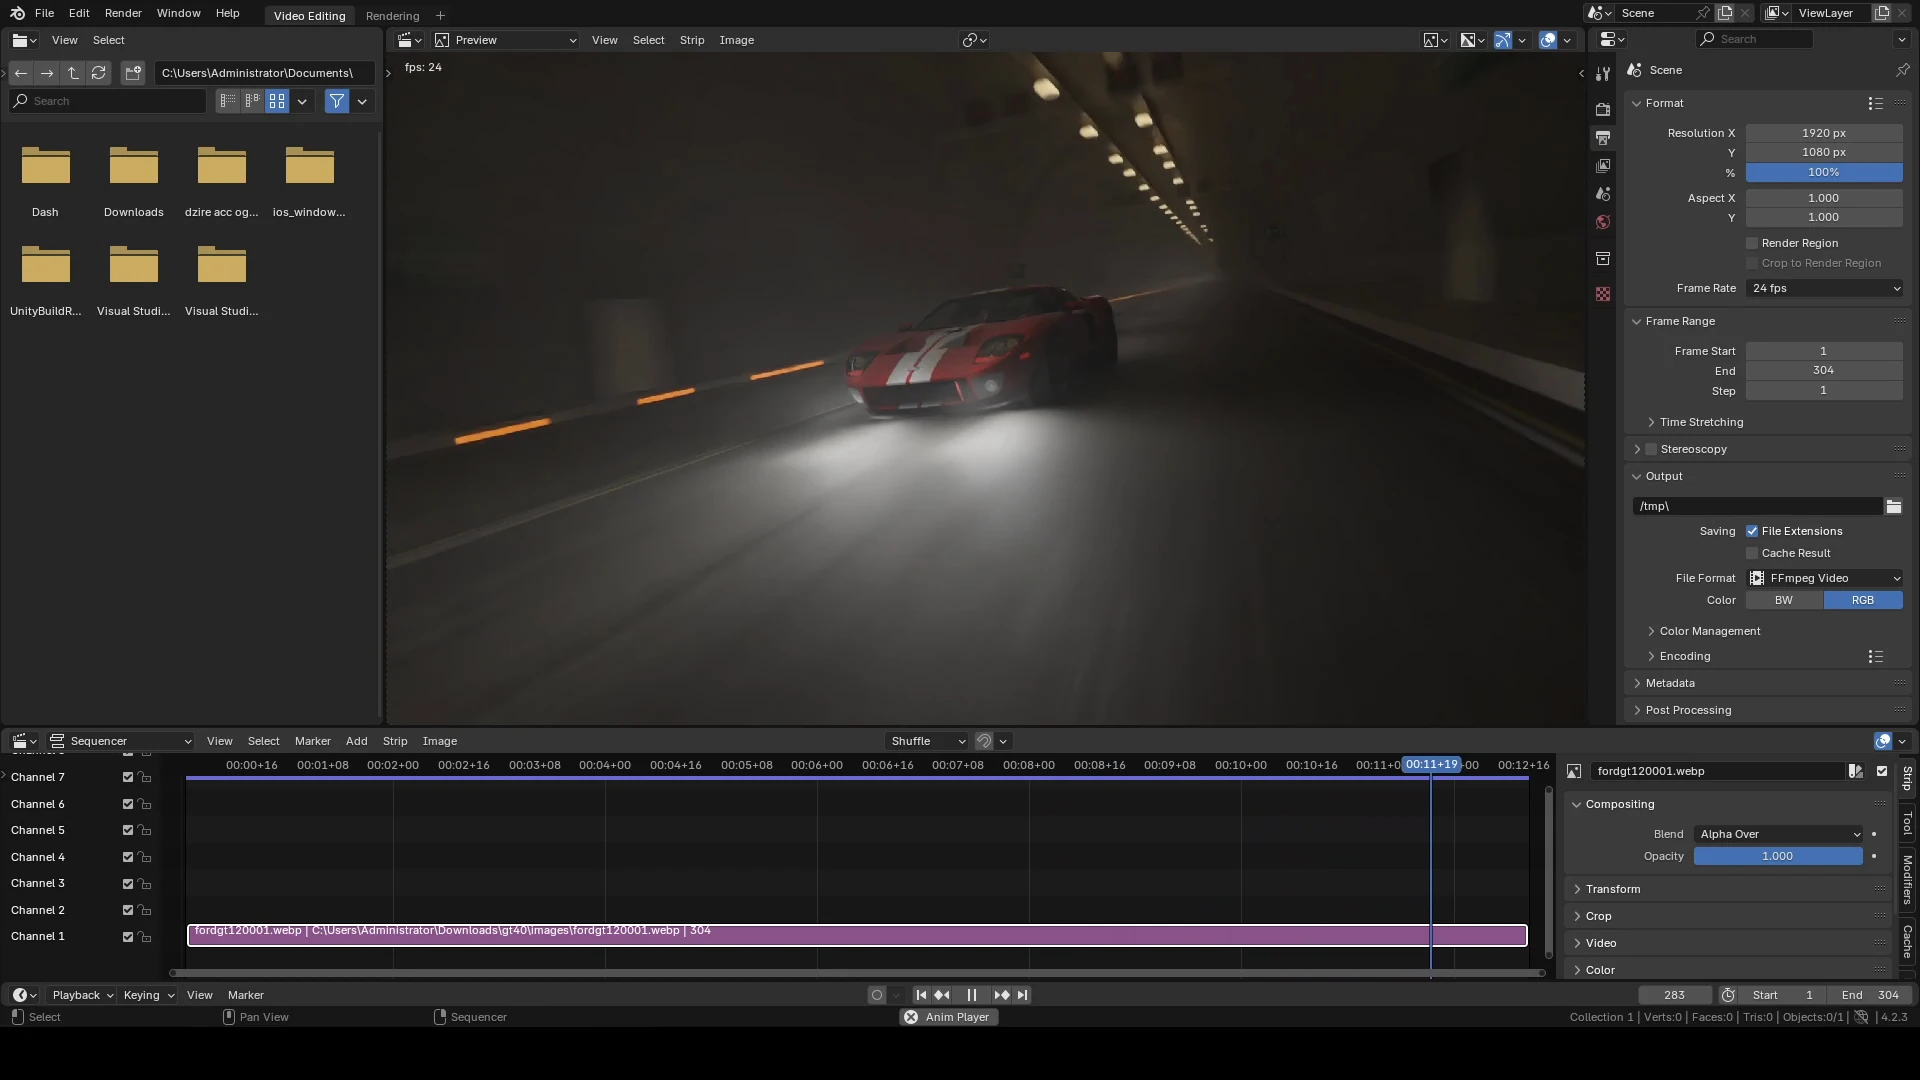 File Edit Render Window Help Video Editing Rendering + Scene ViewLayer
View Select Preview View Select Strip Image Search
C:\Users\Administrator\Documents\ fps: 24 Scene
Search
Format
Resolution X 1920 px
Y 1080 px
% 100%
Aspect X 1.000
Y 1.000
Dash Downloads dzire acc og... ios_window...
Render Region
Crop to Render Region
Frame Rate 24 fps
UnityBuildR... Visual Studi... Visual Studi...
Frame Range
Frame Start 1
End 304
Step 1
Time Stretching
Stereoscopy
Output
/tmp\
Saving File Extensions
Cache Result
File Format FFmpeg Video
Color BW RGB
Color Management
Encoding
Metadata
Post Processing
Sequencer View Select Marker Add Strip Image Shuffle
00:00+16 00:01+08 00:02+00 00:02+16 00:03+08 00:04+00 00:04+16 00:05+08 00:06+00 00:06+16 00:07+08 00:08+00 00:08+16 00:09+08 00:10+00 00:10+16 00:11+0 00:11+19 +00 00:12+16
Channel 7 fordgt120001.webp Strip
Channel 6 Compositing
Channel 5 Blend Alpha Over Tool
Channel 4 Opacity 1.000
Channel 3 Transform Modifiers
Channel 2 Crop
Channel 1 fordgt120001.webp | C:\Users\Administrator\Downloads\gt40\images\fordgt120001.webp | 304 Video Cache
Color
Playback Keying View Marker 283 Start 1 End 304
Select Pan View Sequencer Anim Player Collection 1 | Verts:0 | Faces:0 | Tris:0 | Objects:0/1 | 4.2.3